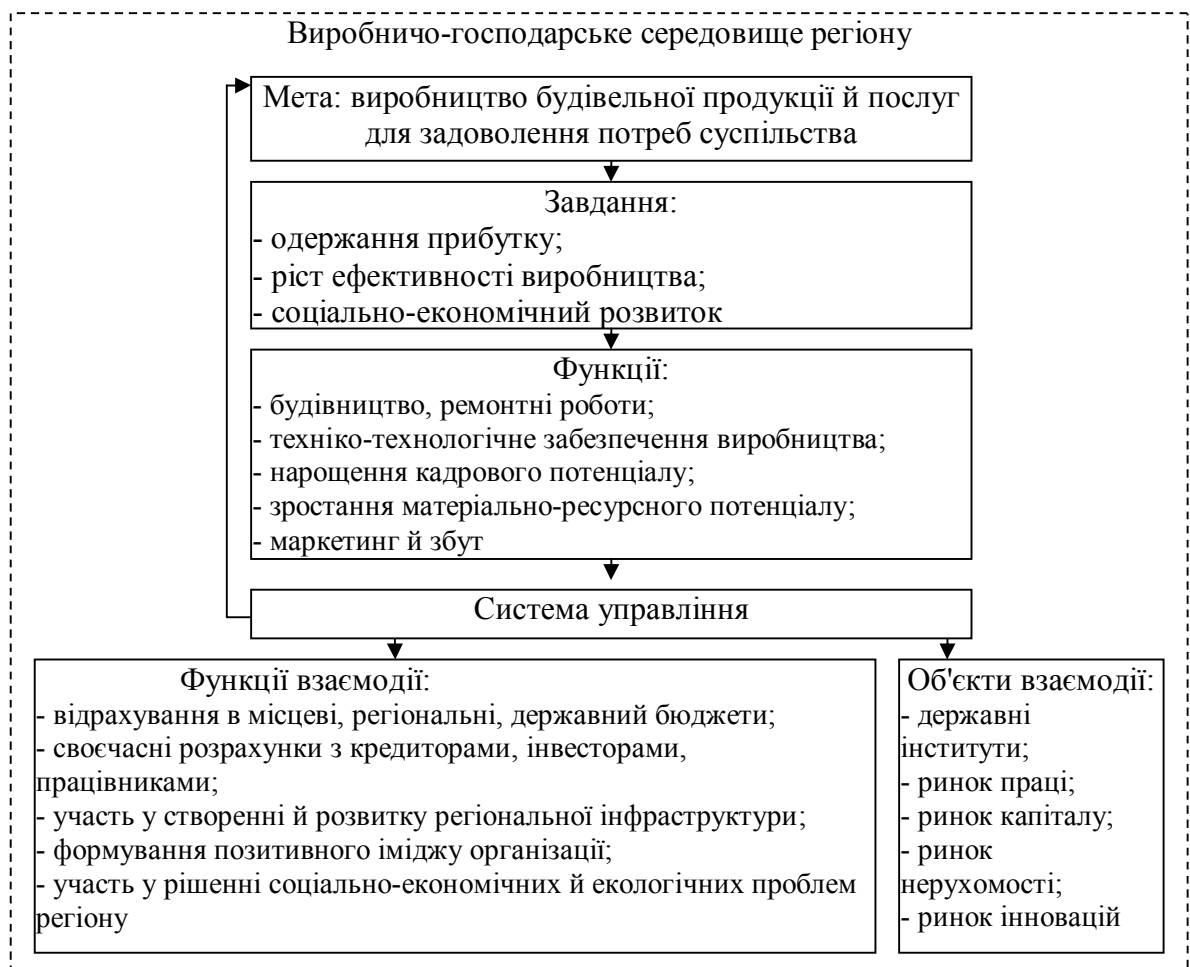 Виробничо-господарське середовище регіону
Мета: виробництво будівельної продукції й послуг
для задоволення потреб суспільства
Завдання:
- одержання прибутку;
- ріст ефективності виробництва;
- соціально-економічний розвиток
Функції:
- будівництво, ремонтні роботи;
- техніко-технологічне забезпечення виробництва;
- нарощення кадрового потенціалу;
- зростання матеріально-ресурсного потенціалу;
- маркетинг й збут
Система управління
Функції взаємодії:
- відрахування в місцеві, регіональні, державний бюджети;
- своєчасні розрахунки з кредиторами, інвесторами,
працівниками;
- участь у створенні й розвитку регіональної інфраструктури;
- формування позитивного іміджу організації;
- участь у рішенні соціально-економічних й екологічних проблем
регіону
Об'єкти взаємодії:
- державні
інститути;
- ринок праці;
- ринок капіталу;
- ринок
нерухомості;
- ринок інновацій